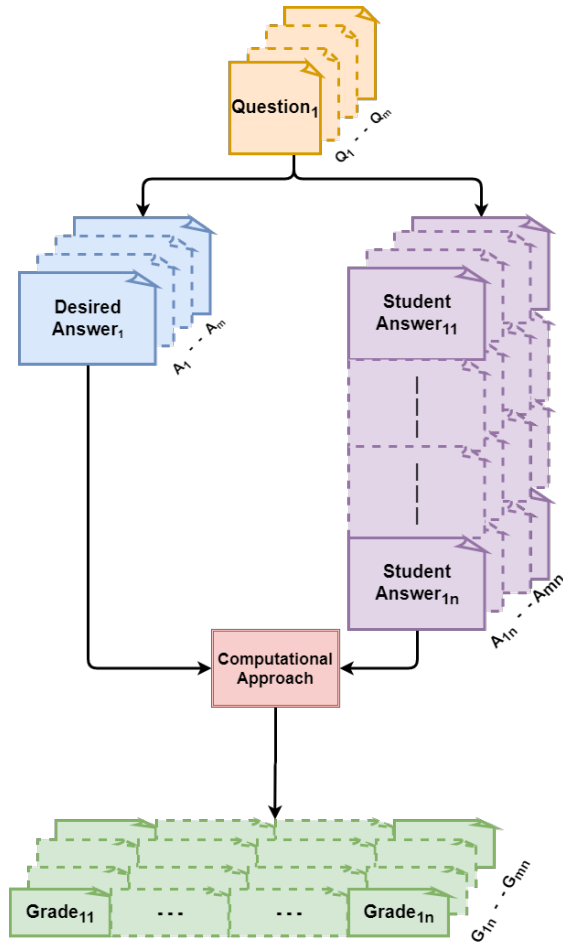 Question₁
Q₁ - - Qₘ
Desired
Answer₁
A₁ - - Aₘ
Student
Answer₁₁
Student
Answer₁ₙ
A₁ₙ - - Aₘₙ
Computational
Approach
Grade₁₁
- - -
- - -
Grade₁ₙ
G₁ₙ - - Gₘₙ